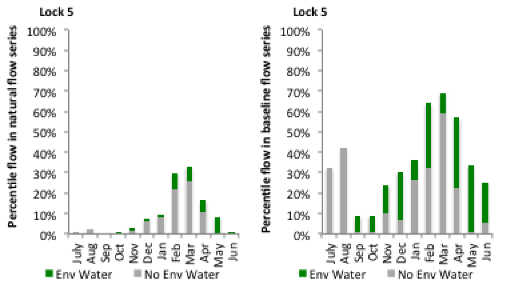 Lock 5
Percentile flow in natural flow series
100%
90%
80%
70%
60%
50%
40%
30%
20%
10%
0%
July
Aug
Sep
Oct
Nov
Dec
Jan
Feb
Mar
Apr
May
Jun
Env Water No Env Water
Lock 5
Percentile flow in baseline flow series
100%
90%
80%
70%
60%
50%
40%
30%
20%
10%
0%
July
Aug
Sep
Oct
Nov
Dec
Jan
Feb
Mar
Apr
May
Jun
Env Water No Env Water